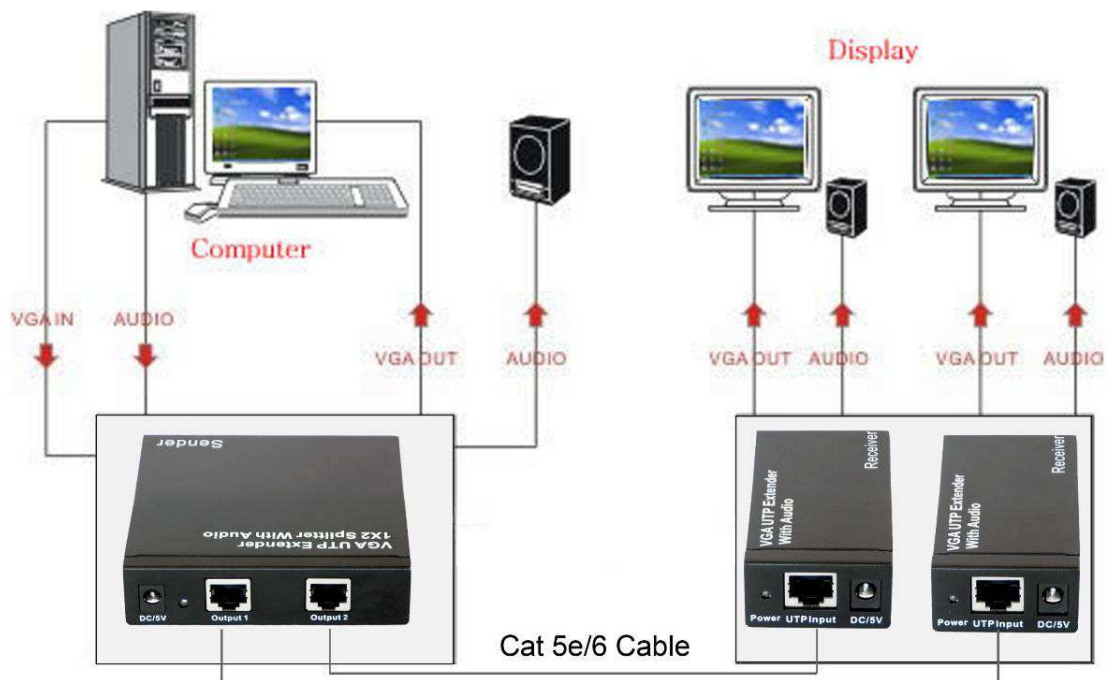 Display
Computer
VGA IN
AUDIO
VGA OUT
AUDIO
VGA OUT
AUDIO
VGA OUT
AUDIO
Sender
VGA UTP Extender
1X2 Splitter With Audio
DC/5V
Output 1
Output 2
VGA UTP Extender
With Audio
Receiver
Power
UTP Input
DC/5V
VGA UTP Extender
With Audio
Receiver
Power
UTP Input
DC/5V
Cat 5e/6 Cable